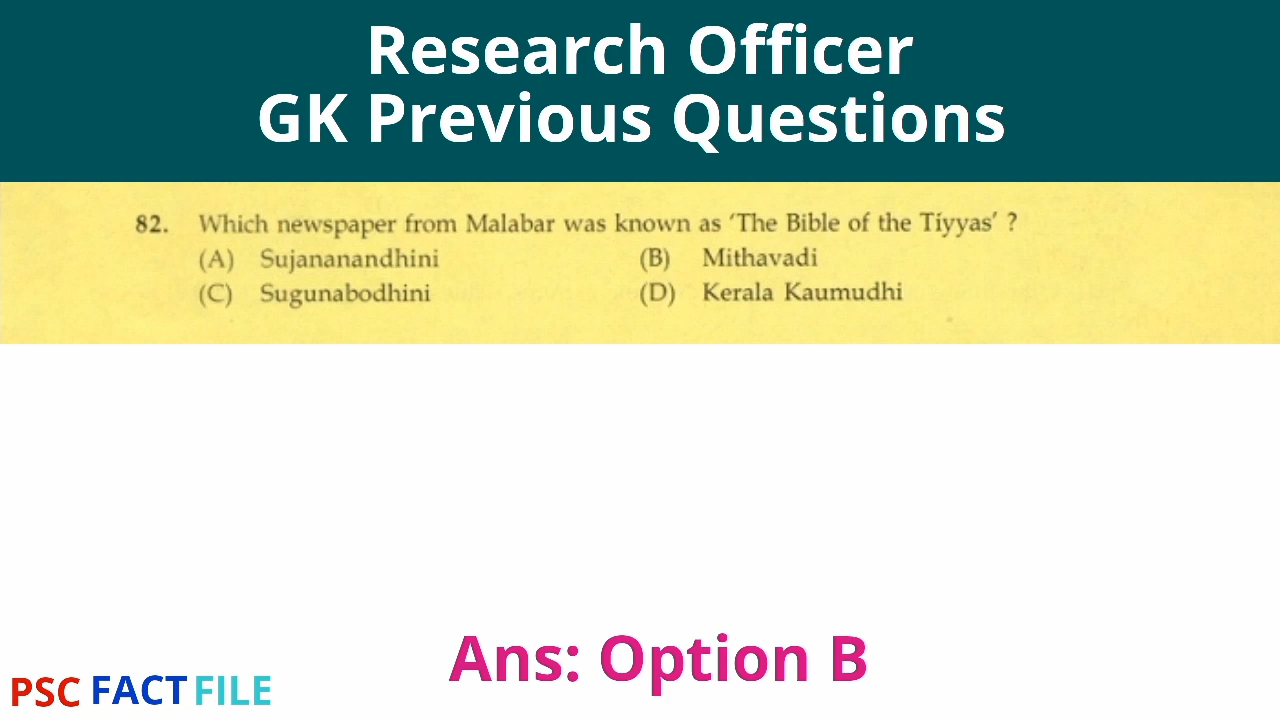 Research Officer
GK Previous Questions
82. Which newspaper from Malabar was known as 'The Bible of the Tiyyas' ?
(A) Sujananandhini (B) Mithavadi
(C) Sugunabodhini (D) Kerala Kaumudhi
Ans: Option B
PSC FACT FILE